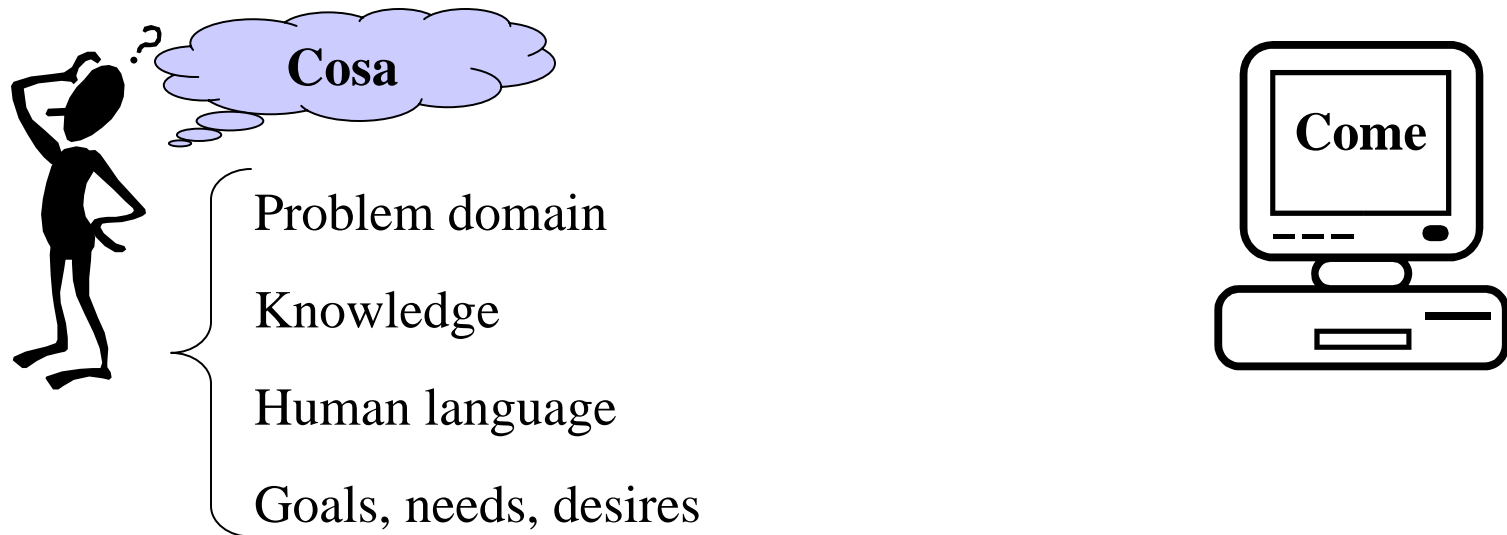 ?
Cosa
Come
Problem domain
Knowledge
Human language
Goals, needs, desires